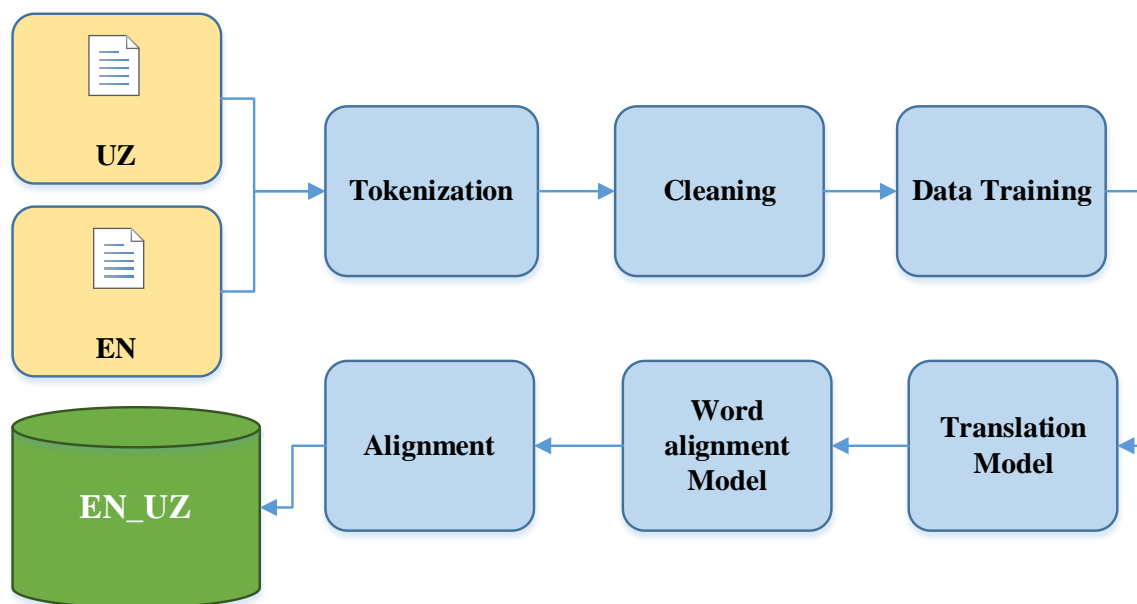 UZ
EN
Tokenization
Cleaning
Data Training
Translation
Model
Word
alignment
Model
Alignment
EN_UZ